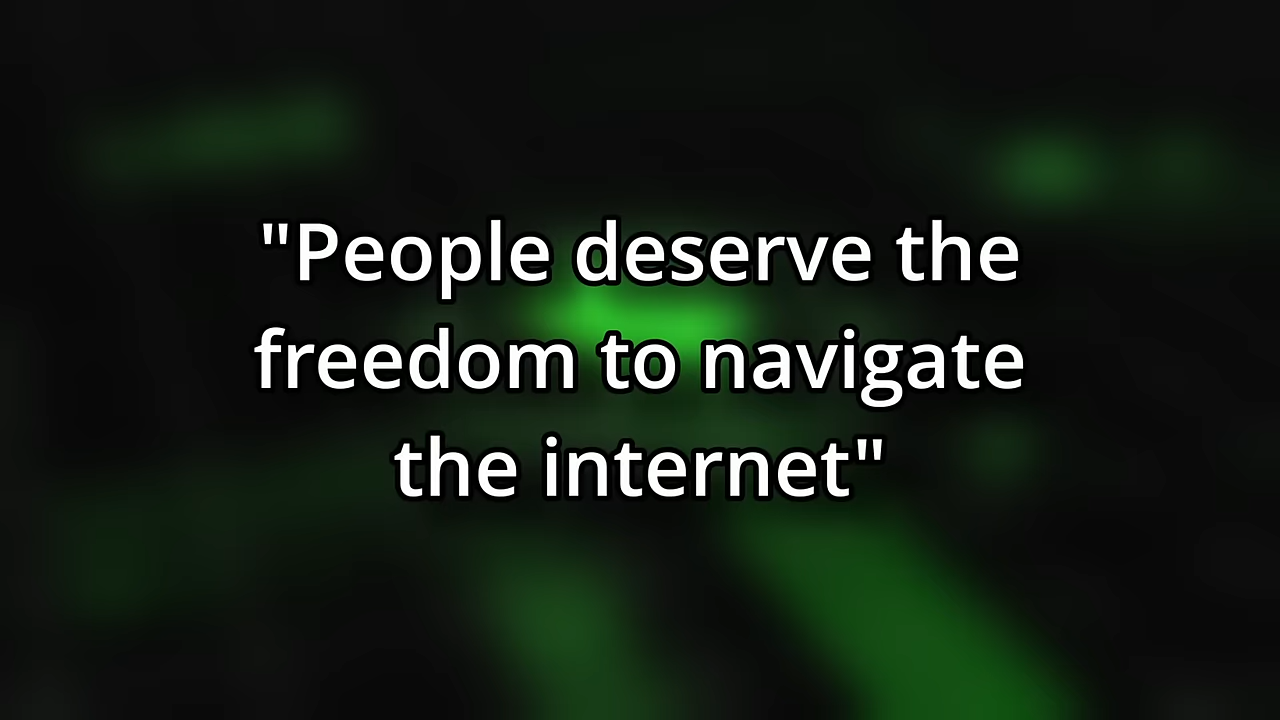 "People deserve the
freedom to navigate
the internet"